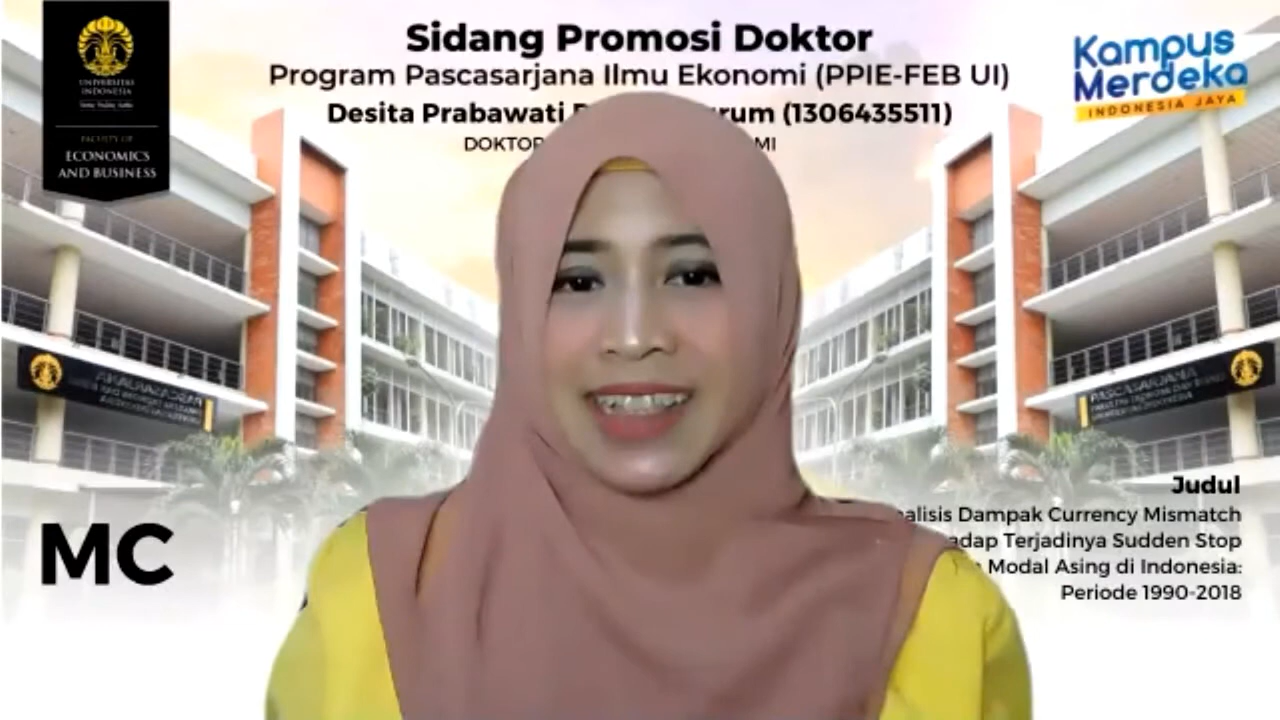 Sidang Promosi Doktor
Program Pascasarjana Ilmu Ekonomi (PPIE-FEB UI)
Desita Prabawati rum (1306435511)
DOKTOR MI
UNIVERSITAS
INDONESIA
FACULTY OF
ECONOMICS
AND BUSINESS
Kampus
Merdeka
INDONESIA JAYA
PASCASARJANA
MC
Judul
alisis Dampak Currency Mismatch
adap Terjadinya Sudden Stop
Modal Asing di Indonesia:
Periode 1990-2018